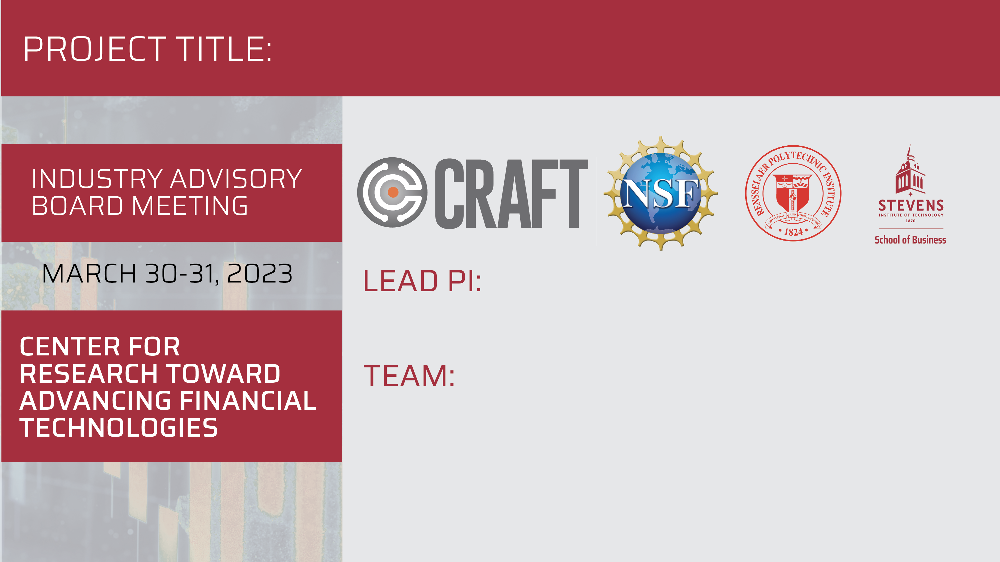 PROJECT TITLE:
INDUSTRY ADVISORY
BOARD MEETING
MARCH 30-31, 2023
CENTER FOR
RESEARCH TOWARD
ADVANCING FINANCIAL
TECHNOLOGIES
CRAFT
NSF
RENSSELAER POLYTECHNIC INSTITUTE
KNOWLEDGE AND THOROUGHNESS
• 1824 •
STEVENS
INSTITUTE OF TECHNOLOGY
1870
School of Business
LEAD PI:
TEAM: